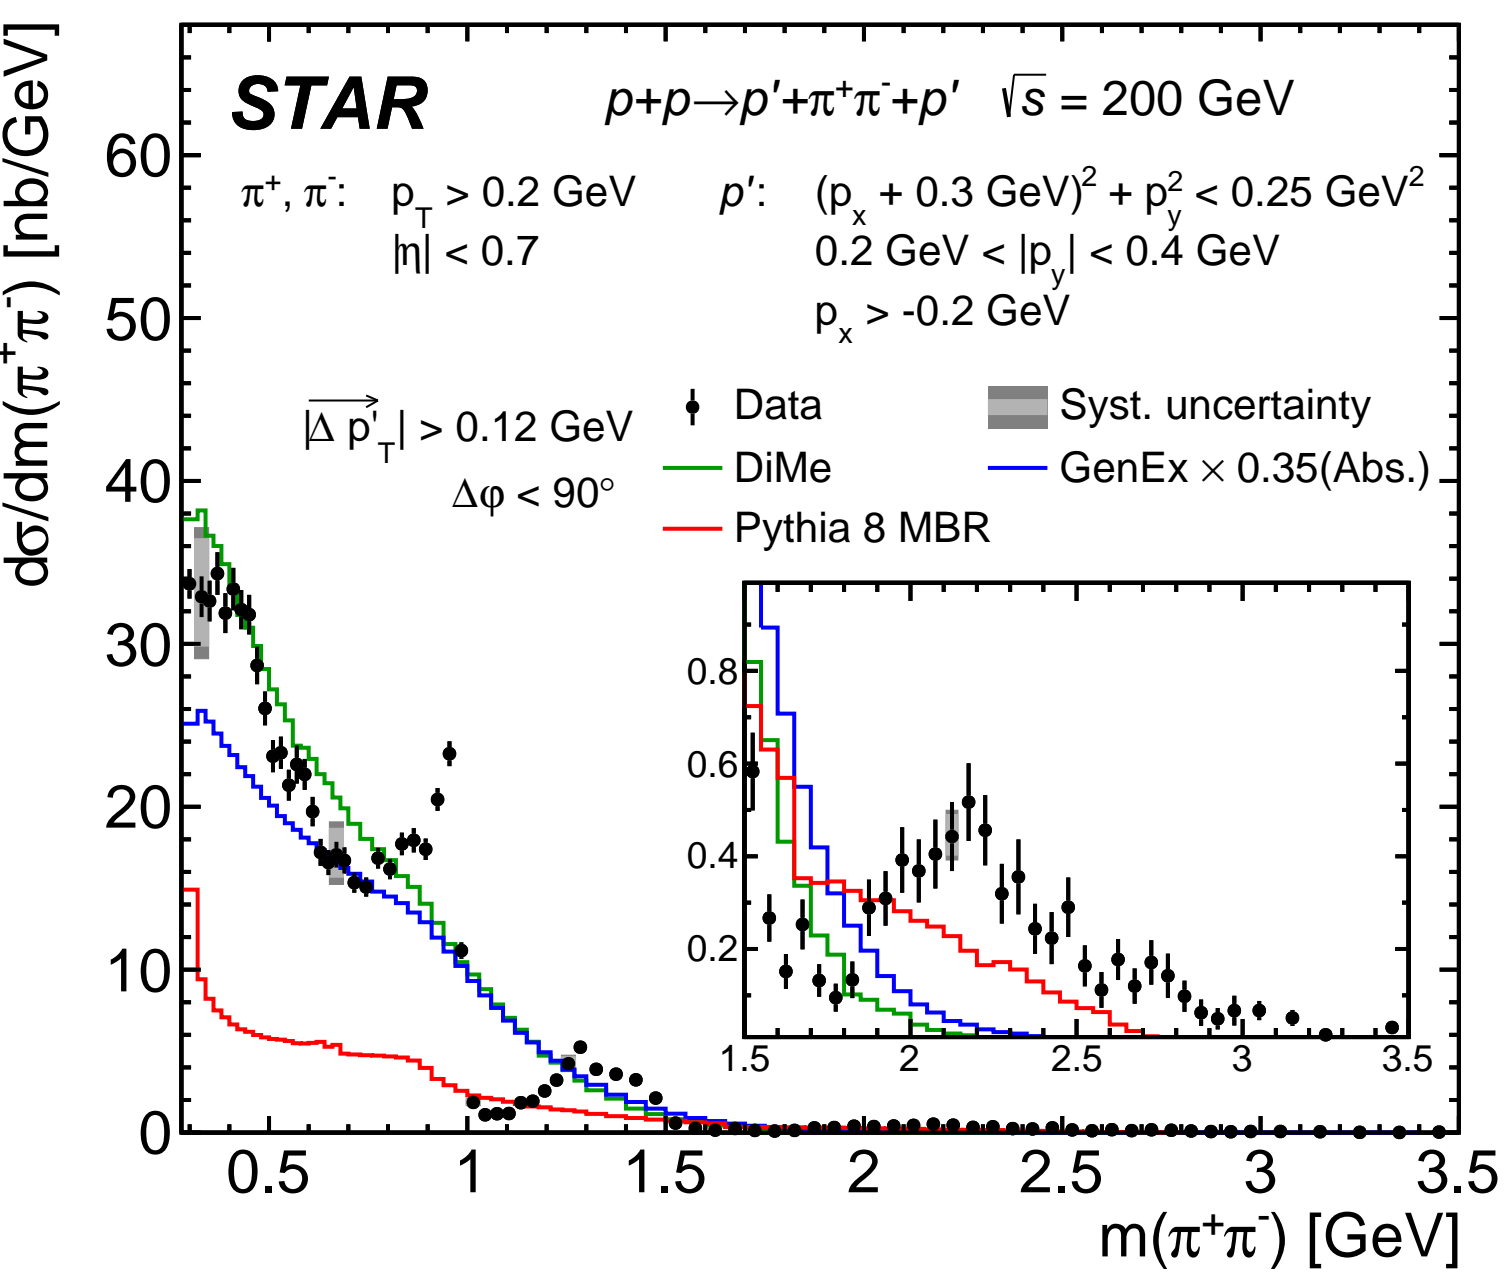 dσ/dm(π⁺π⁻) [nb/GeV]
STAR
p+p→p′+π⁺π⁻+p′ √s = 200 GeV
π⁺, π⁻: p_T > 0.2 GeV
|η| < 0.7
p′: (p_x + 0.3 GeV)² + p_y² < 0.25 GeV²
0.2 GeV < |p_y| < 0.4 GeV
p_x > -0.2 GeV
|Δ p'_T| > 0.12 GeV
Δφ < 90°
Data
Syst. uncertainty
DiMe
GenEx × 0.35(Abs.)
Pythia 8 MBR
60
50
40
30
20
10
0
0.8
0.6
0.4
0.2
1.5 2 2.5 3 3.5
0.5 1 1.5 2 2.5 3 3.5
m(π⁺π⁻) [GeV]